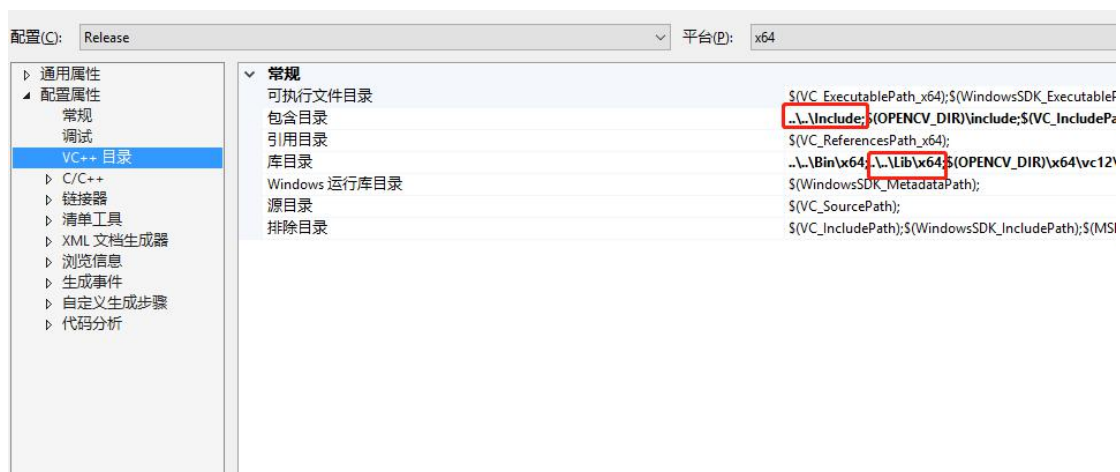 配置(C): Release 平台(P): x64
通用属性
配置属性
常规
调试
VC++ 目录
C/C++
链接器
清单工具
XML 文档生成器
浏览信息
生成事件
自定义生成步骤
代码分析
常规
可执行文件目录 $(VC_ExecutablePath_x64);$(WindowsSDK_ExecutableP
包含目录 ..\..\Include;$(OPENCV_DIR)\include;$(VC_IncludePa
引用目录 $(VC_ReferencesPath_x64);
库目录 ..\..\Bin\x64;..\..\Lib\x64;$(OPENCV_DIR)\x64\vc12\
Windows 运行库目录 $(WindowsSDK_MetadataPath);
源目录 $(VC_SourcePath);
排除目录 $(VC_IncludePath);$(WindowsSDK_IncludePath);$(MSI